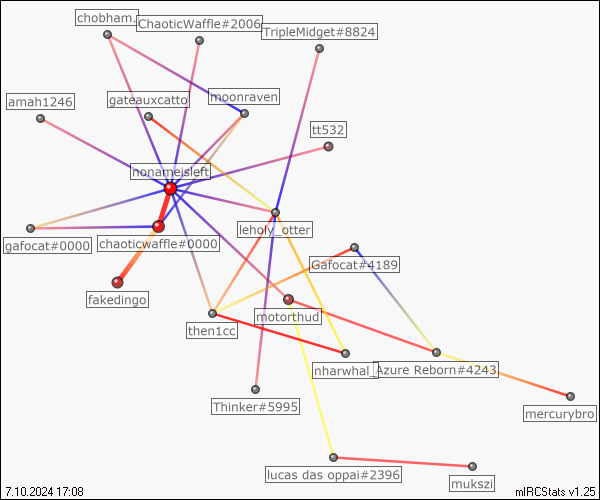 chobham.
ChaoticWaffle#2006
TripleMidget#8824
amah1246
gateauxcatto
moonraven
tt532
nonameisleft
leholy_otter
gafocat#0000
chaoticwaffle#0000
Gafocat#4189
fakedingo
motorthud
then1cc
nharwhal_
Azure Reborn#4243
Thinker#5995
mercurybro
lucas das oppai#2396
mukszi
7.10.2024 17:08
mIRCStats v1.25